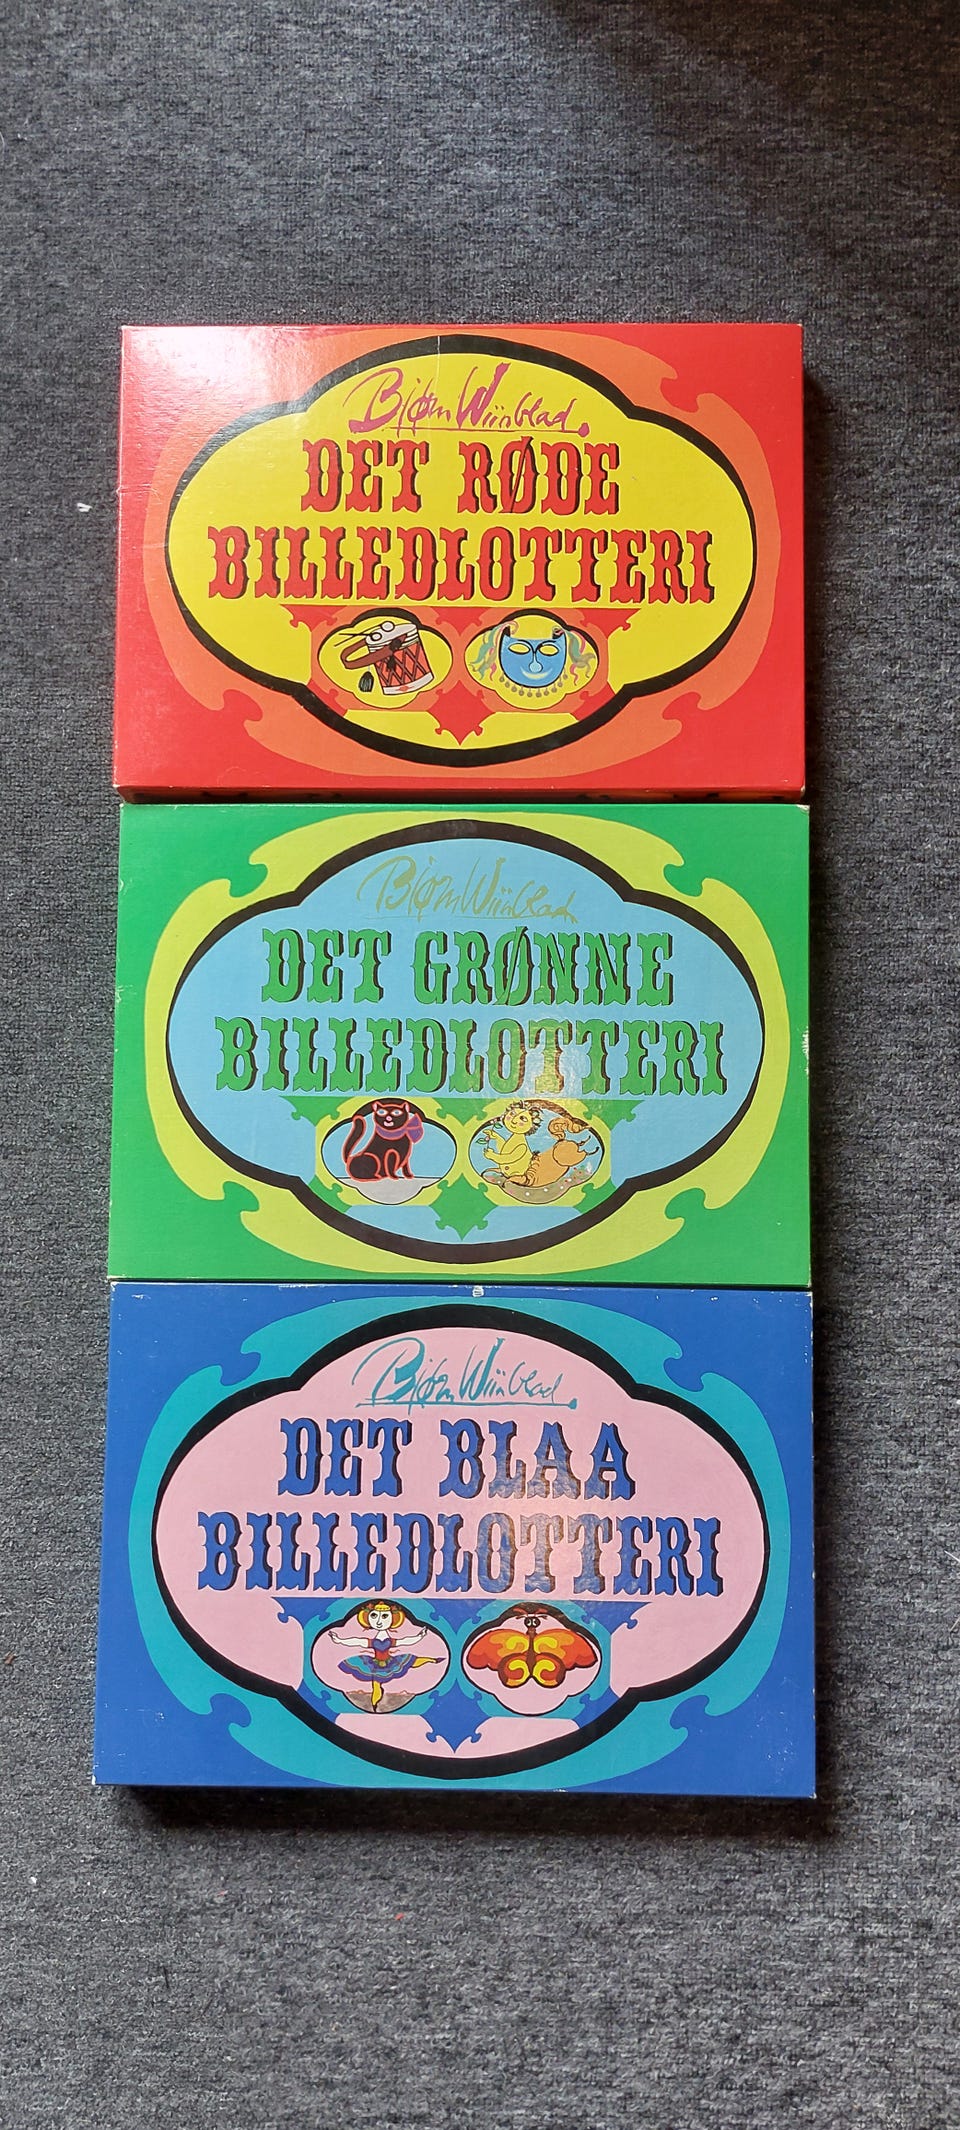 Bjørn Wiinblad.
DET RØDE
BILLEDLOTTERI
Bjørn Wiinblad
DET GRØNNE
BILLEDLOTTERI
Bjørn Wiinblad.
DET BLAA
BILLEDLOTTERI